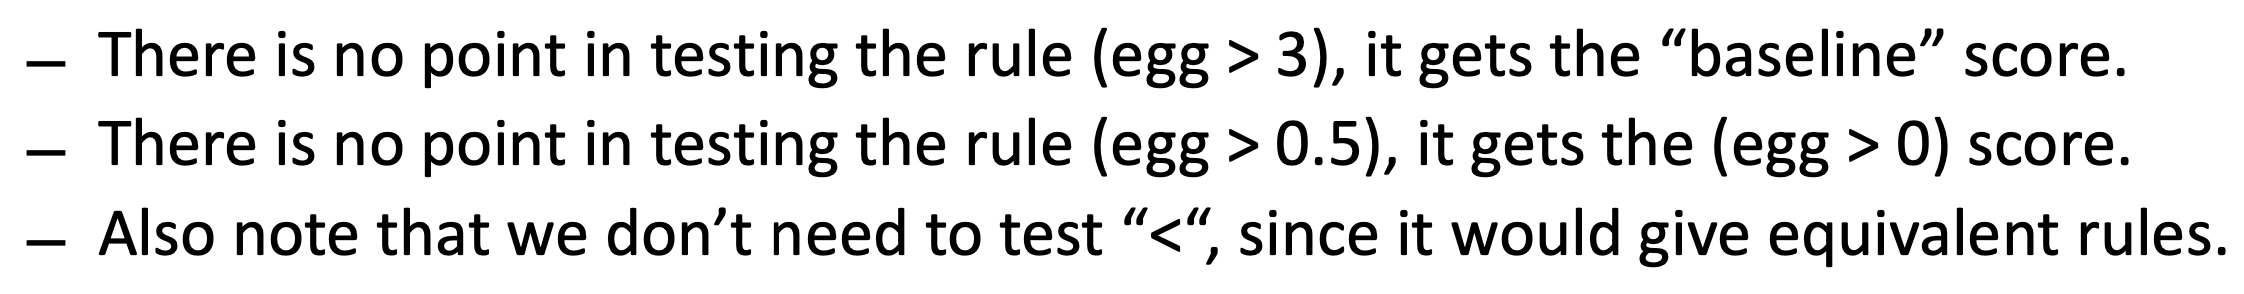 – There is no point in testing the rule (egg > 3), it gets the “baseline” score.
– There is no point in testing the rule (egg > 0.5), it gets the (egg > 0) score.
– Also note that we don’t need to test “<“, since it would give equivalent rules.